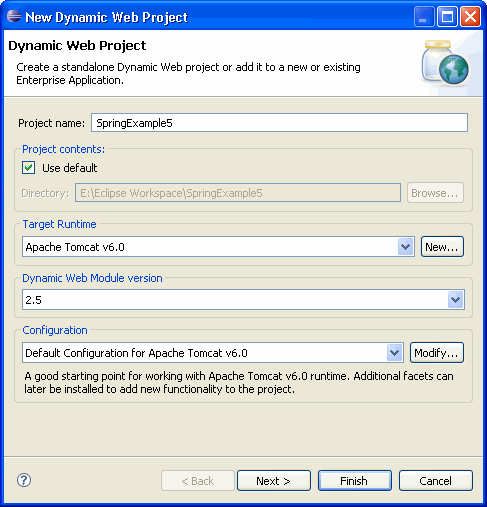 New Dynamic Web Project
Dynamic Web Project
Create a standalone Dynamic Web project or add it to a new or existing
Enterprise Application.
Project name: SpringExample5
Project contents:
Use default
Directory: E:\Eclipse Workspace\SpringExample5 Browse...
Target Runtime
Apache Tomcat v6.0 New...
Dynamic Web Module version
2.5
Configuration
Default Configuration for Apache Tomcat v6.0 Modify...
A good starting point for working with Apache Tomcat v6.0 runtime. Additional facets can
later be installed to add new functionality to the project.
? < Back Next > Finish Cancel